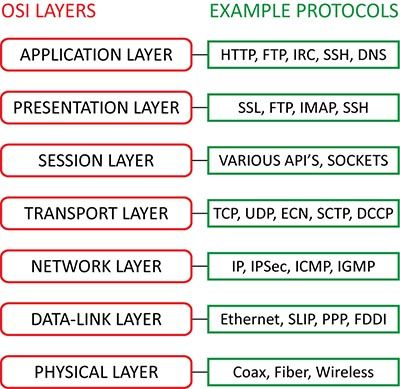 OSI LAYERS EXAMPLE PROTOCOLS
APPLICATION LAYER HTTP, FTP, IRC, SSH, DNS
PRESENTATION LAYER SSL, FTP, IMAP, SSH
SESSION LAYER VARIOUS API'S, SOCKETS
TRANSPORT LAYER TCP, UDP, ECN, SCTP, DCCP
NETWORK LAYER IP, IPSec, ICMP, IGMP
DATA-LINK LAYER Ethernet, SLIP, PPP, FDDI
PHYSICAL LAYER Coax, Fiber, Wireless